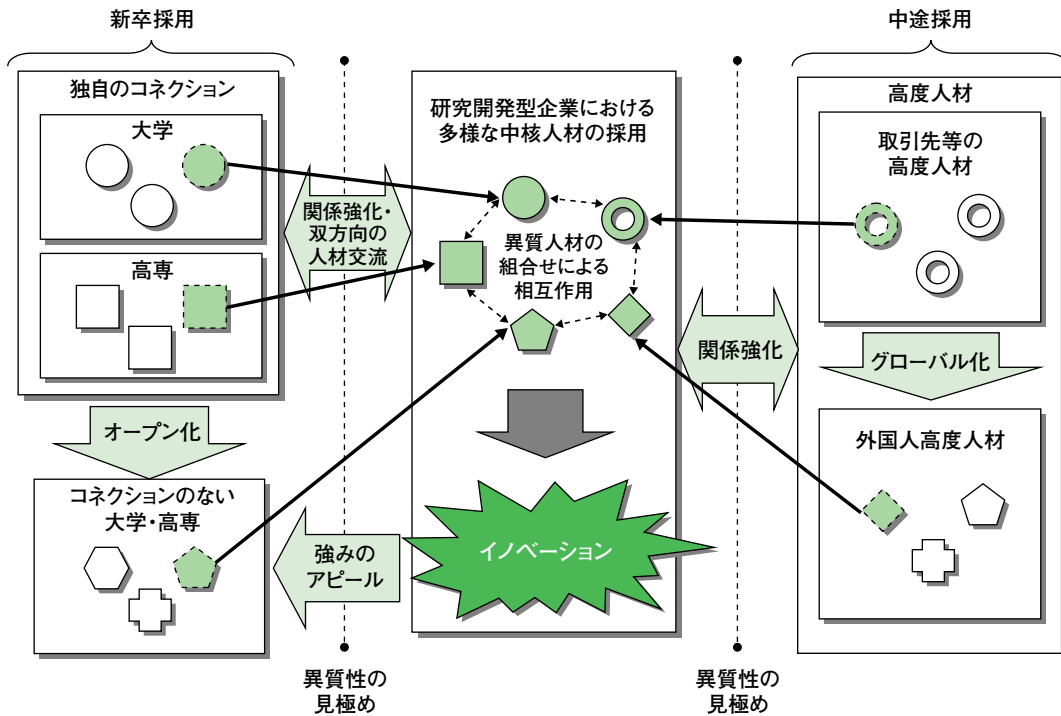 新卒採用
独自のコネクション
大学
高専
オープン化
コネクションのない
大学・高専
関係強化・
双方向の
人材交流
強みの
アピール
異質性の
見極め
研究開発型企業における
多様な中核人材の採用
異質人材の
組合せによる
相互作用
イノベーション
関係強化
異質性の
見極め
中途採用
高度人材
取引先等の
高度人材
グローバル化
外国人高度人材